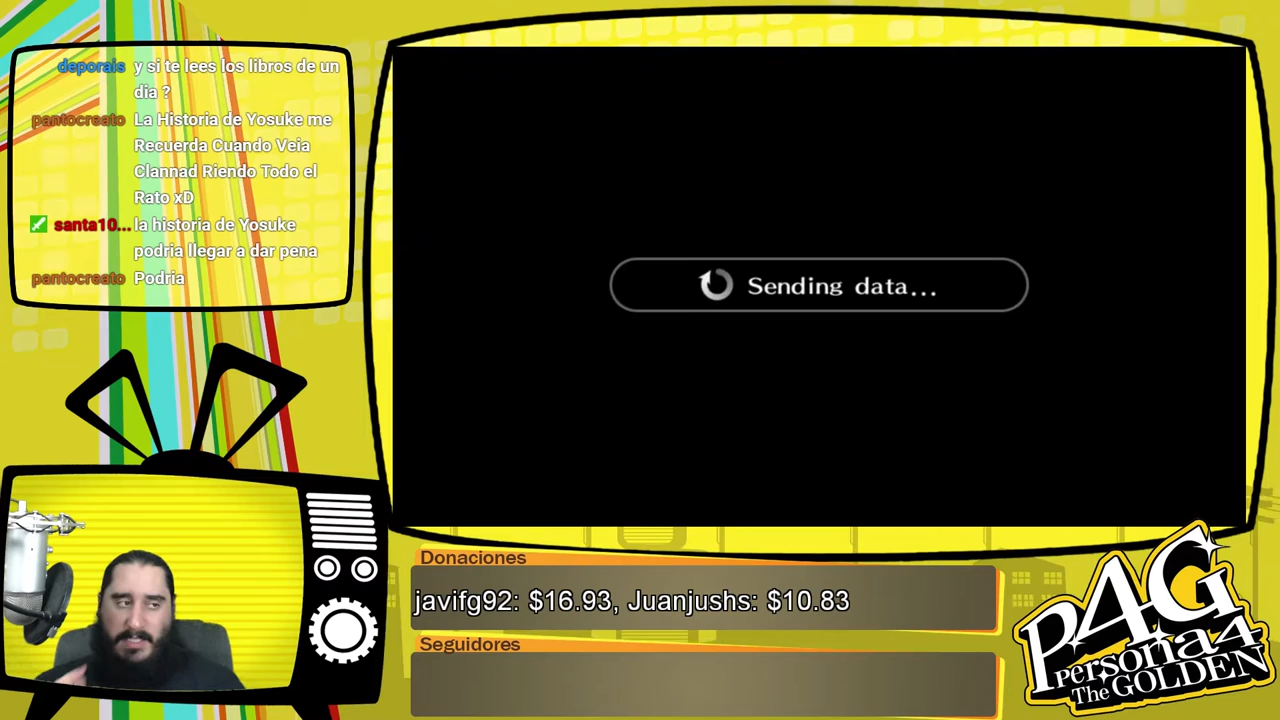 deporais y si te lees los libros de un
dia ?
pantocreato La Historia de Yosuke me
Recuerda Cuando Veia
Clannad Riendo Todo el
Rato xD
santa10... la historia de Yosuke
podria llegar a dar pena
pantocreato Podria
Sending data...
Donaciones
javifg92: $16.93, Juanjushs: $10.83
Seguidores
P4G
Persona 4
The GOLDEN